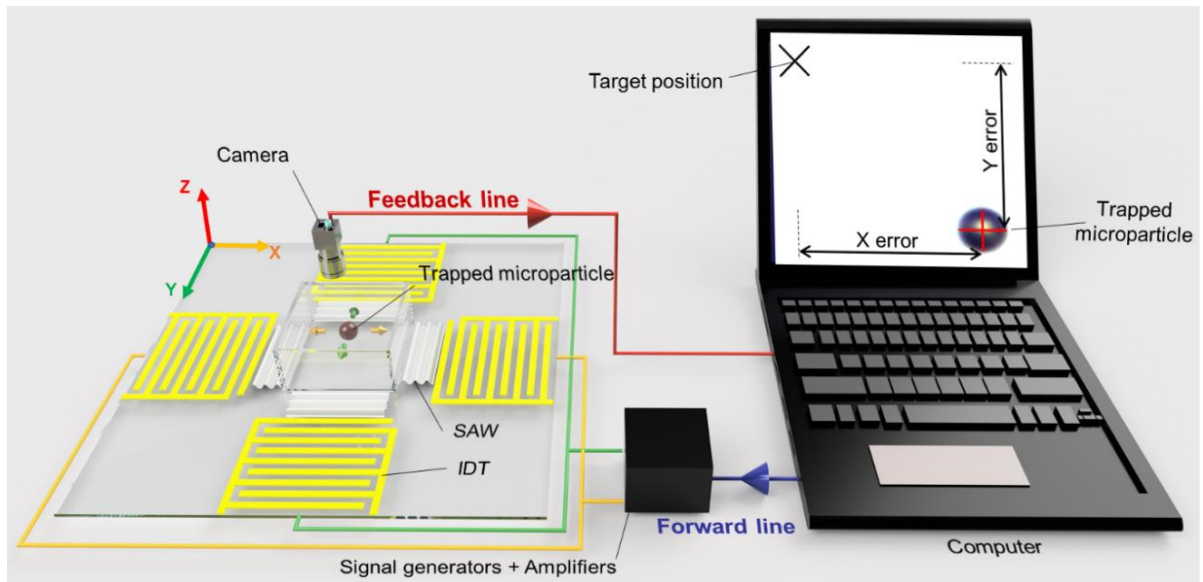 Target position
Y error
Camera
Z
Feedback line
Trapped
microparticle
X error
X
Trapped microparticle
Y
SAW
IDT
Forward line
Computer
Signal generators + Amplifiers